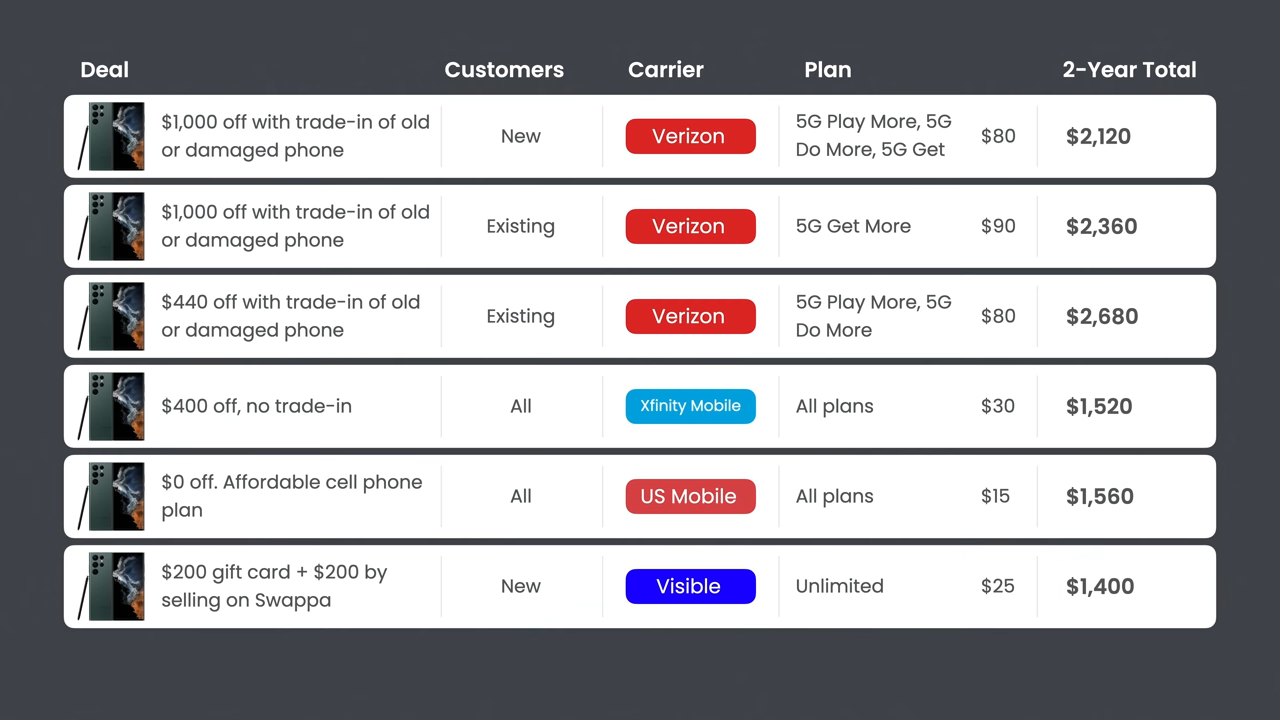 Deal Customers Carrier Plan 2-Year Total
$1,000 off with trade-in of old
or damaged phone
New
Verizon
5G Play More, 5G
Do More, 5G Get
$80
$2,120
$1,000 off with trade-in of old
or damaged phone
Existing
Verizon
5G Get More
$90
$2,360
$440 off with trade-in of old
or damaged phone
Existing
Verizon
5G Play More, 5G
Do More
$80
$2,680
$400 off, no trade-in
All
Xfinity Mobile
All plans
$30
$1,520
$0 off. Affordable cell phone
plan
All
US Mobile
All plans
$15
$1,560
$200 gift card + $200 by
selling on Swappa
New
Visible
Unlimited
$25
$1,400